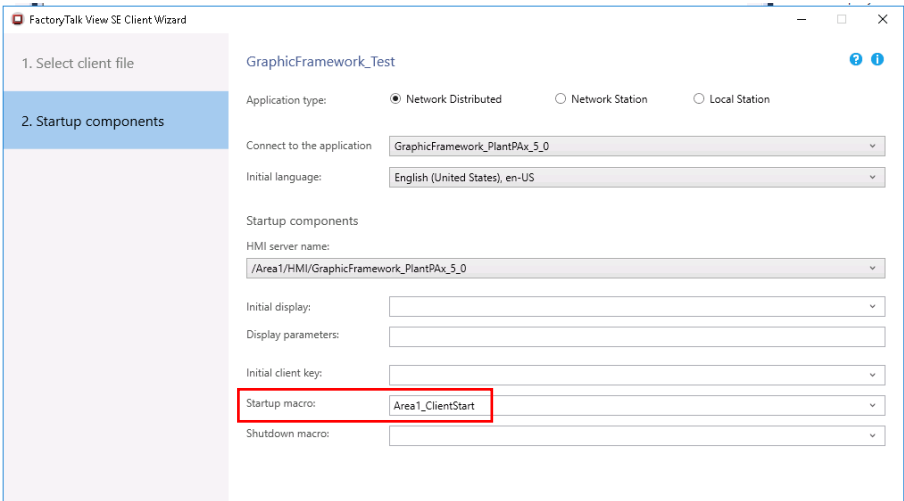 FactoryTalk View SE Client Wizard
1. Select client file
2. Startup components
GraphicFramework_Test
Application type: Network Distributed Network Station Local Station
Connect to the application GraphicFramework_PlantPAx_5_0
Initial language: English (United States), en-US
Startup components
HMI server name:
/Area1/HMI/GraphicFramework_PlantPAx_5_0
Initial display:
Display parameters:
Initial client key:
Startup macro: Area1_ClientStart
Shutdown macro: